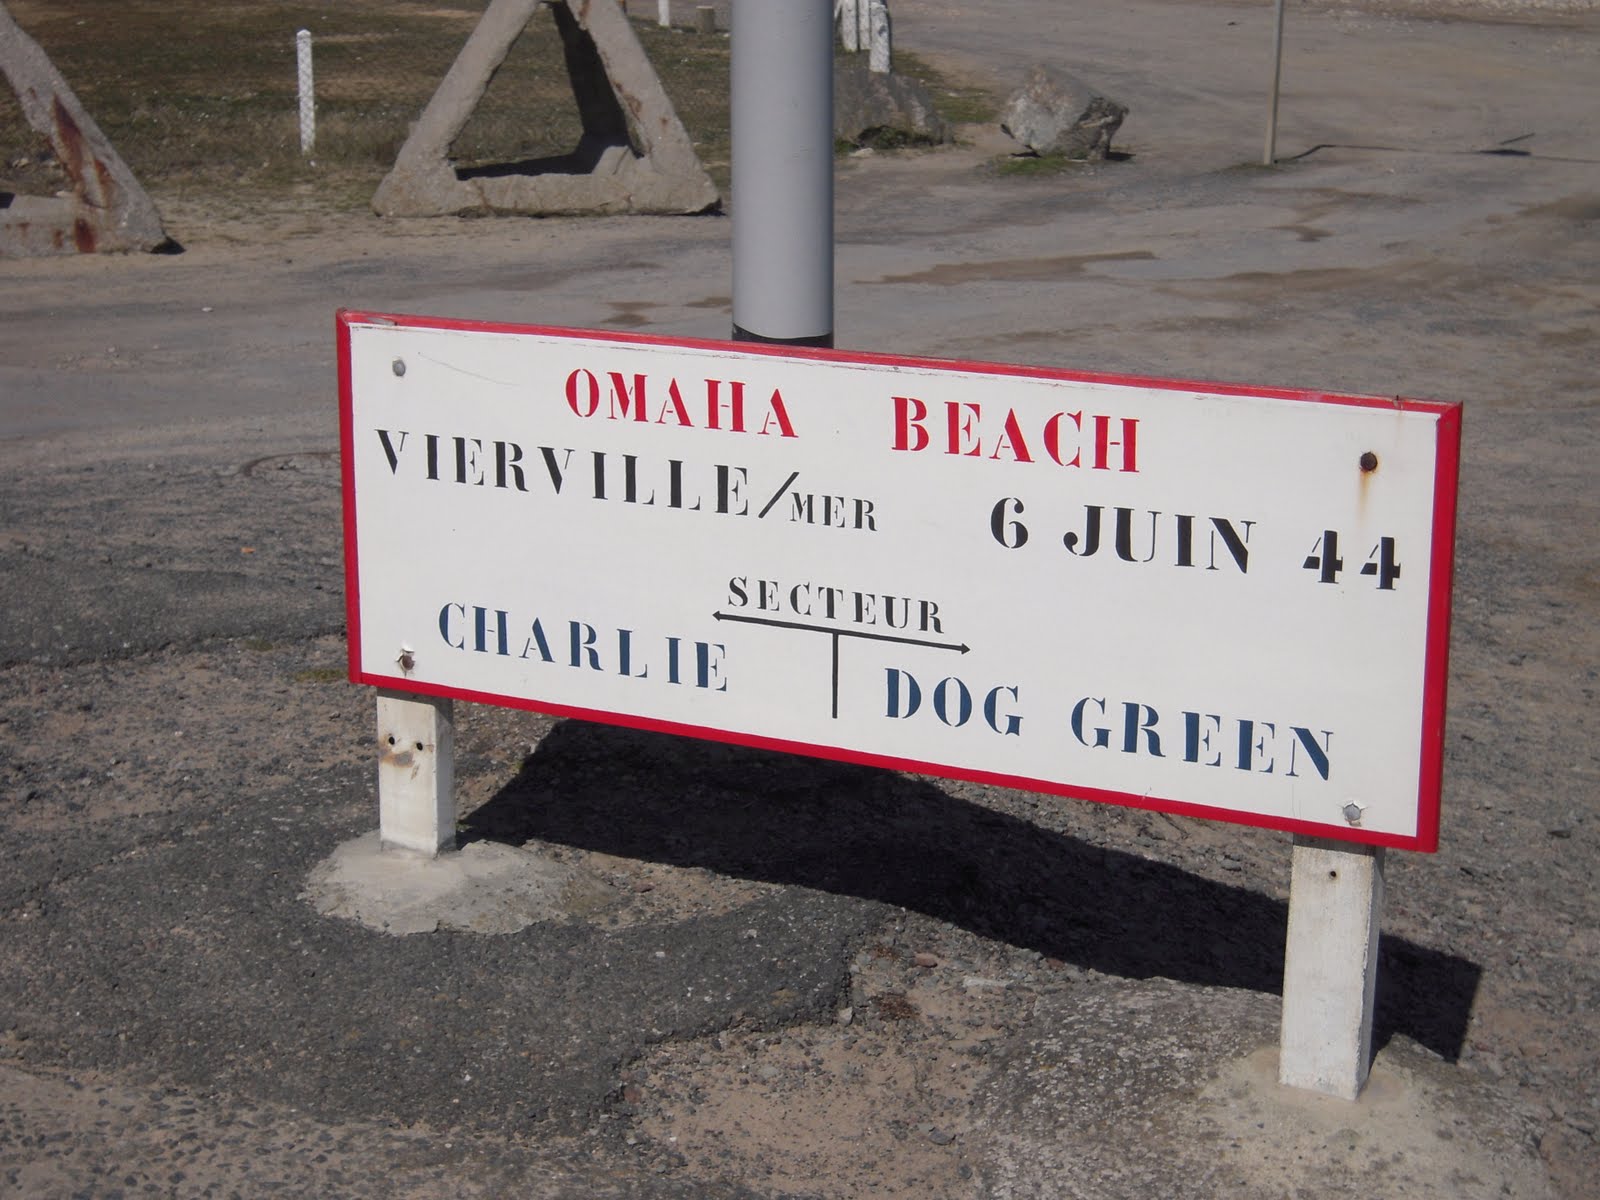 OMAHA BEACH
VIERVILLE/MER 6 JUIN 44
SECTEUR
CHARLIE DOG GREEN